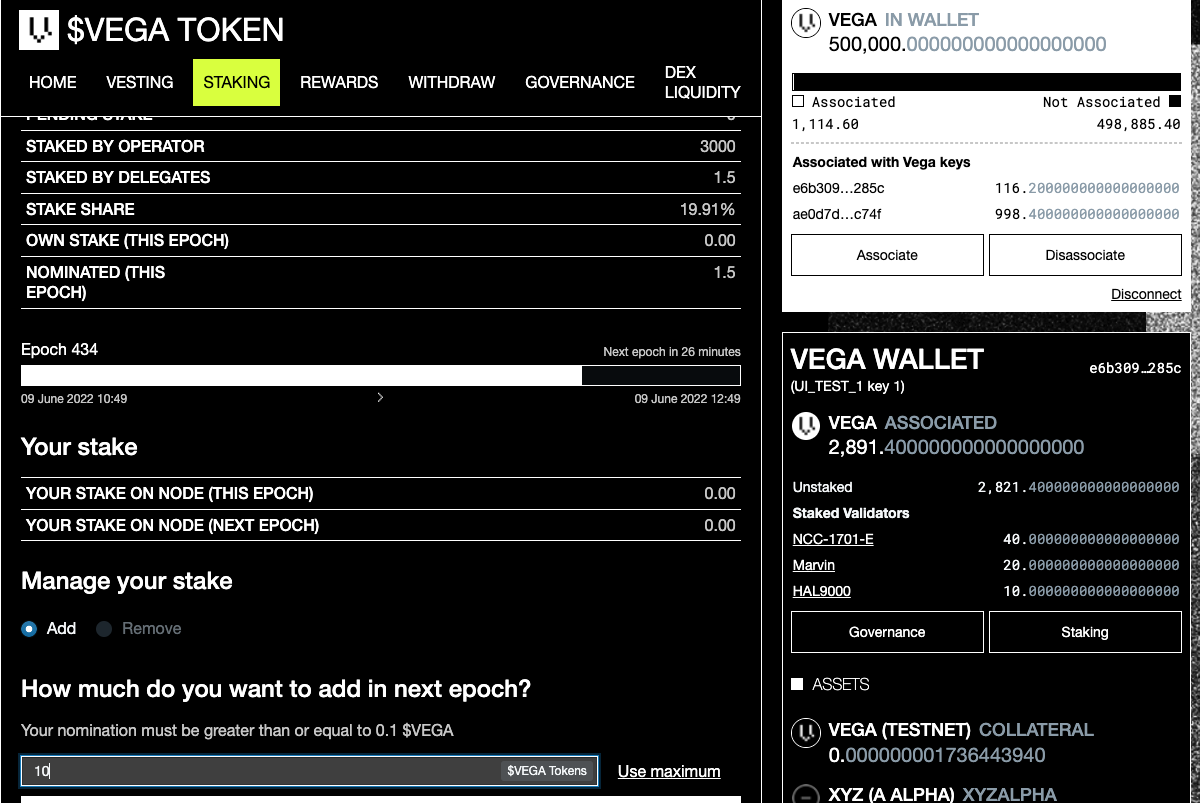 $VEGA TOKEN
HOME VESTING STAKING REWARDS WITHDRAW GOVERNANCE DEX LIQUIDITY
PENDING STAKE
STAKED BY OPERATOR 3000
STAKED BY DELEGATES 1.5
STAKE SHARE 19.91%
OWN STAKE (THIS EPOCH) 0.00
NOMINATED (THIS 1.5
EPOCH)
Epoch 434 Next epoch in 26 minutes
09 June 2022 10:49 09 June 2022 12:49
Your stake
YOUR STAKE ON NODE (THIS EPOCH) 0.00
YOUR STAKE ON NODE (NEXT EPOCH) 0.00
Manage your stake
Add Remove
How much do you want to add in next epoch?
Your nomination must be greater than or equal to 0.1 $VEGA
10 $VEGA Tokens Use maximum
VEGA IN WALLET
500,000.000000000000000000
Associated Not Associated
1,114.60 498,885.40
Associated with Vega keys
e6b309…285c 116.200000000000000000
ae0d7d…c74f 998.400000000000000000
Associate Disassociate
Disconnect
VEGA WALLET e6b309…285c
(UI_TEST_1 key 1)
VEGA ASSOCIATED
2,891.400000000000000000
Unstaked 2,821.400000000000000000
Staked Validators
NCC-1701-E 40.000000000000000000
Marvin 20.000000000000000000
HAL9000 10.000000000000000000
Governance Staking
ASSETS
VEGA (TESTNET) COLLATERAL
0.000000001736443940
XYZ (A ALPHA) XYZALPHA